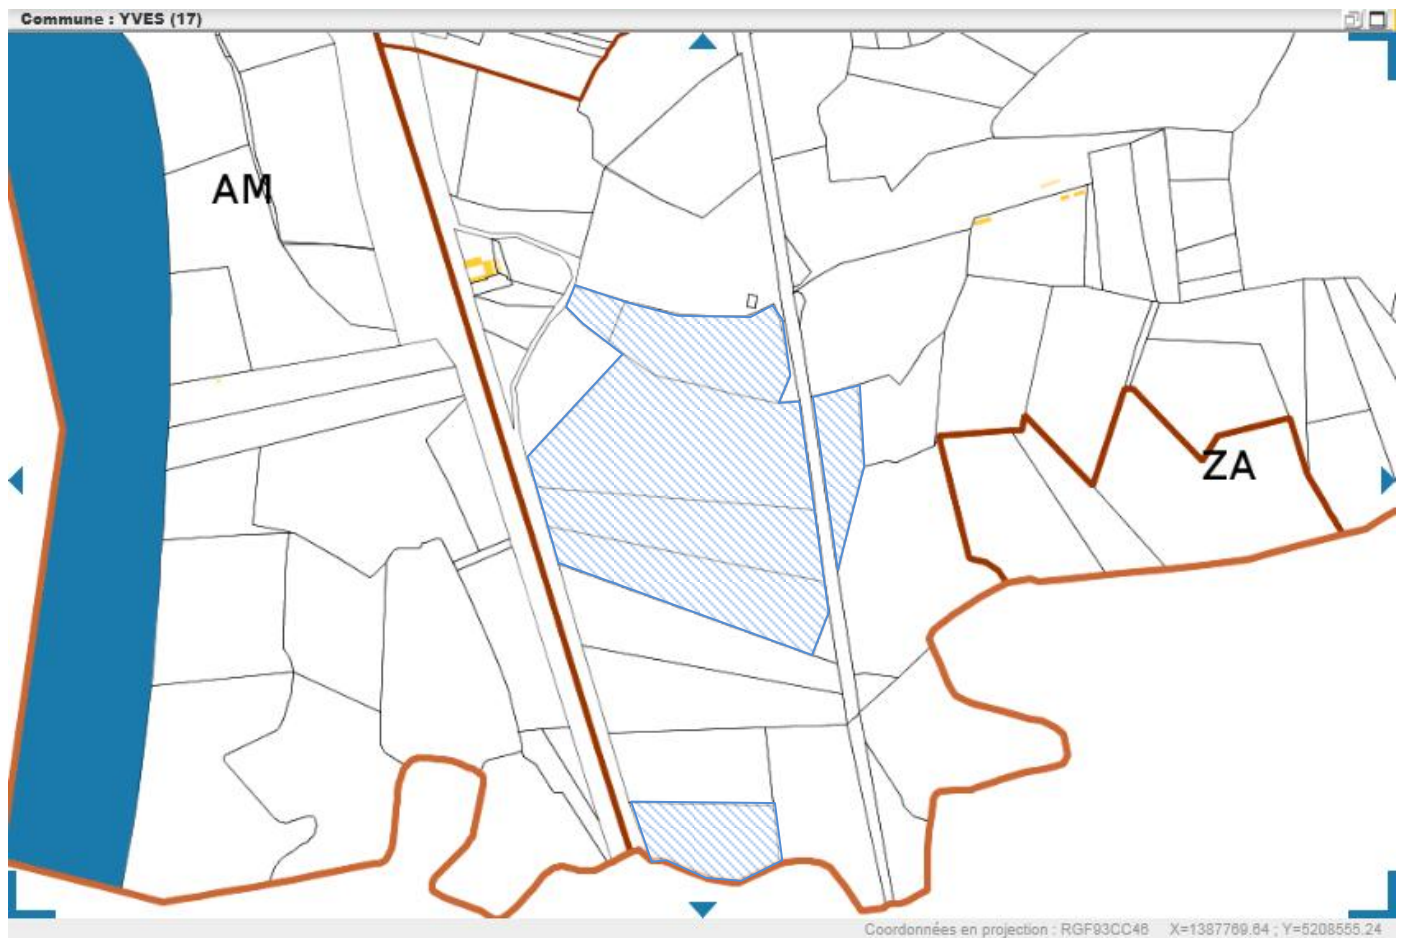 Commune : YVES (17)
AM
ZA
Coordonnées en projection : RGF93CC46 X=1387769.64 ; Y=5208555.24